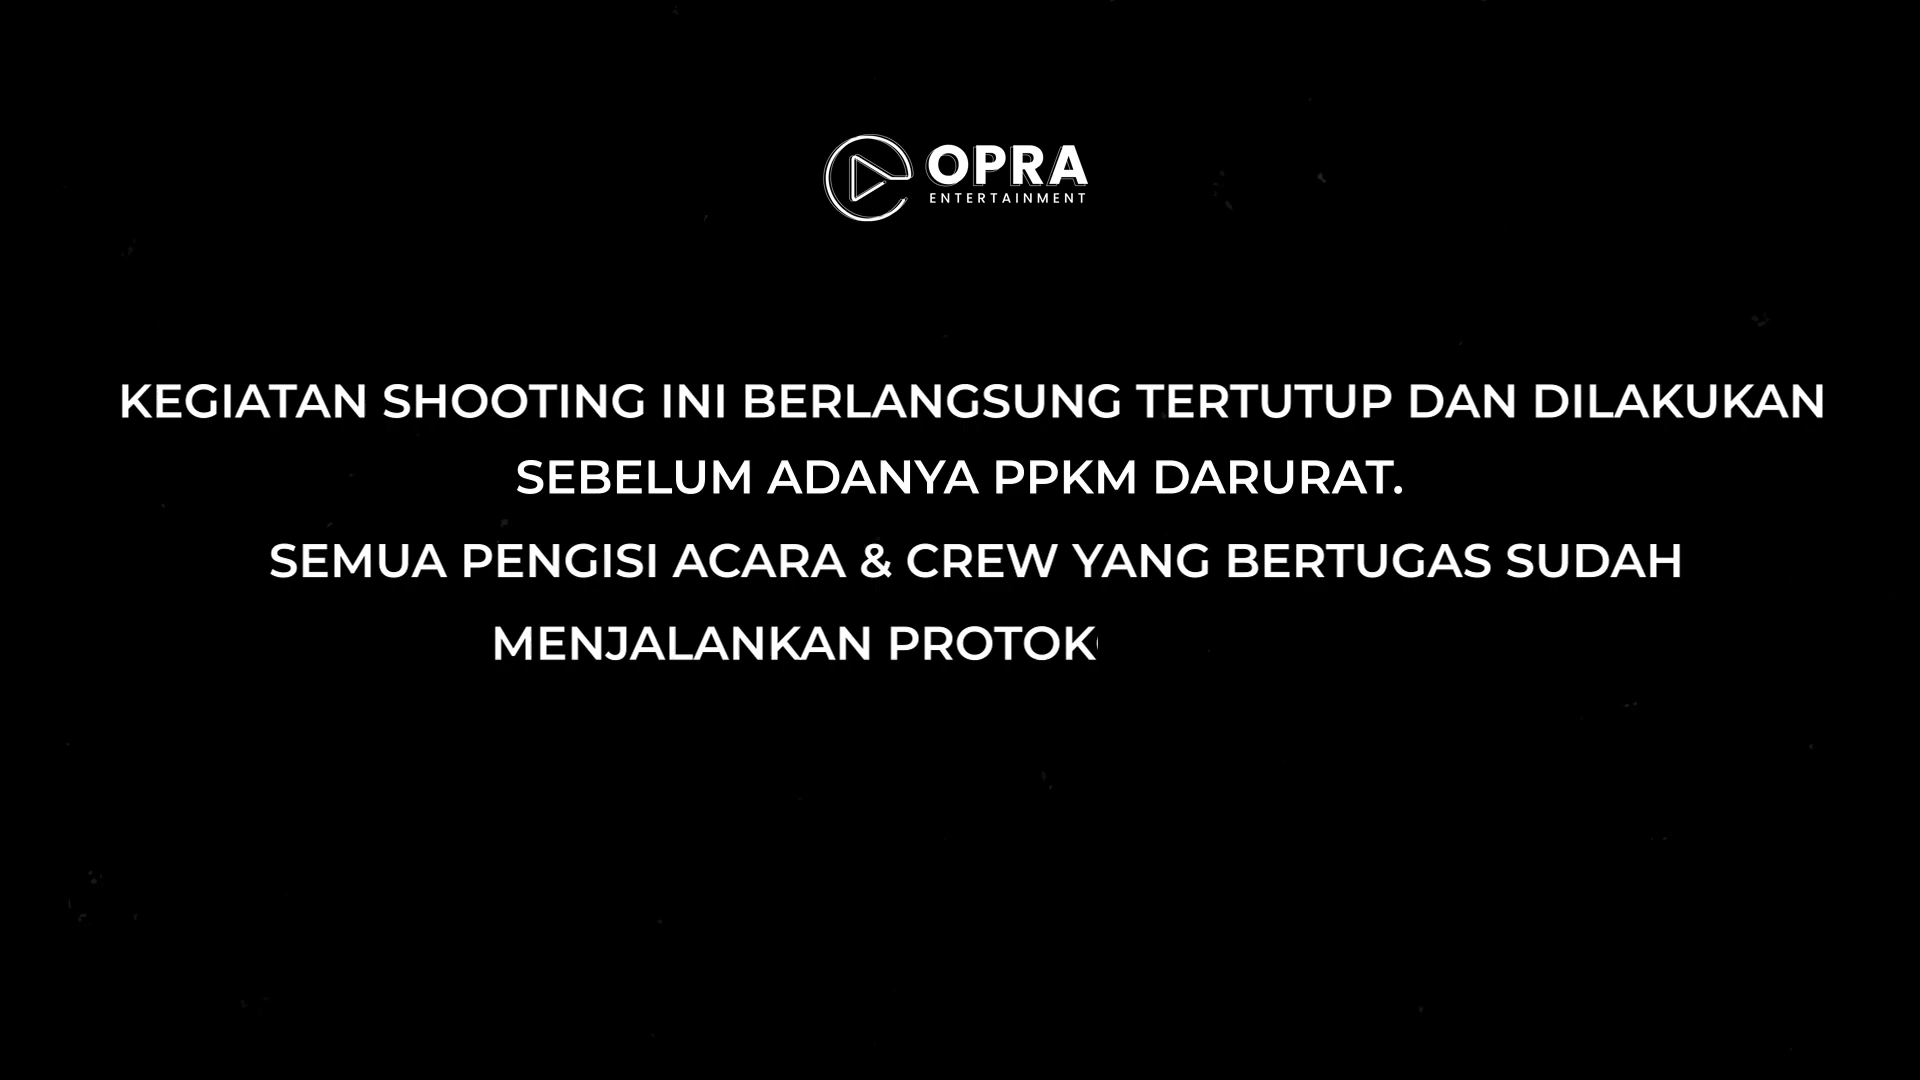 OPRA
ENTERTAINMENT
KEGIATAN SHOOTING INI BERLANGSUNG TERTUTUP DAN DILAKUKAN
SEBELUM ADANYA PPKM DARURAT.
SEMUA PENGISI ACARA & CREW YANG BERTUGAS SUDAH
MENJALANKAN PROTOK